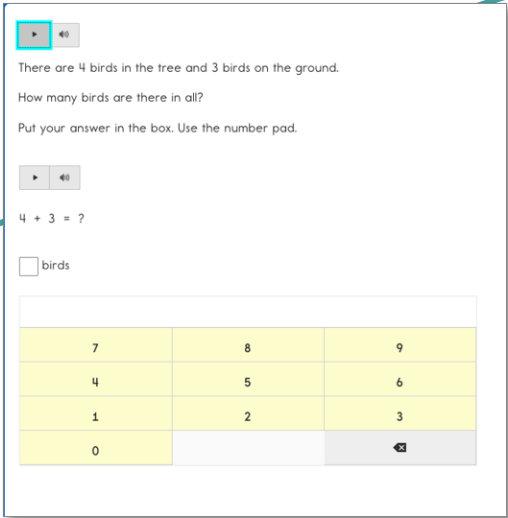 There are 4 birds in the tree and 3 birds on the ground.
How many birds are there in all?
Put your answer in the box. Use the number pad.
4 + 3 = ?
birds
7 8 9
4 5 6
1 2 3
0